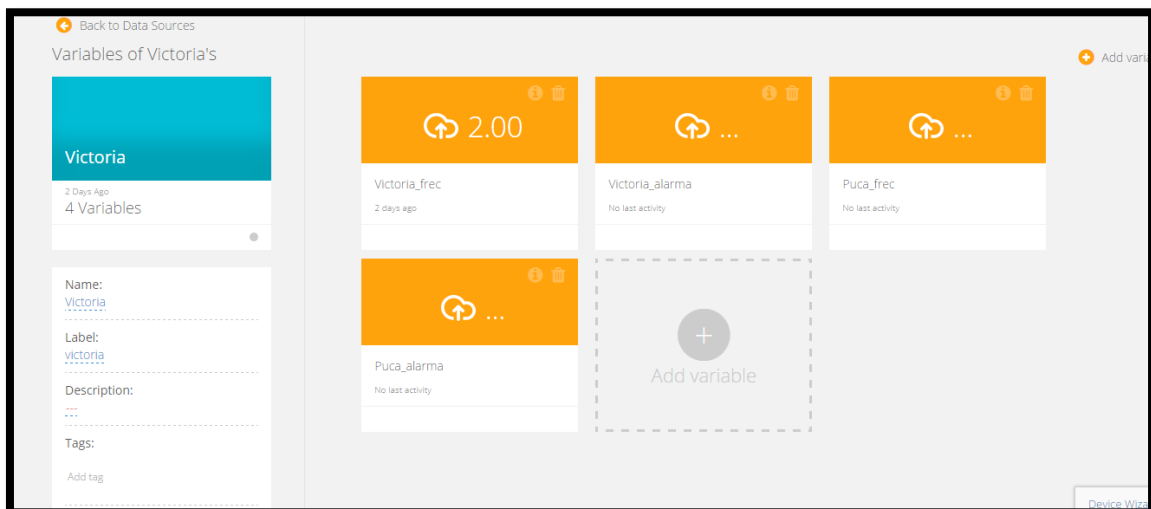 Back to Data Sources
Variables of Victoria's
Add varia
Victoria
2 Days Ago
4 Variables
Name:
Victoria
Label:
victoria
Description:
---
Tags:
Add tag
2.00
Victoria_frec
2 days ago
...
Victoria_alarma
No last activity
...
Puca_frec
No last activity
...
Puca_alarma
No last activity
+
Add variable
Device Wiza